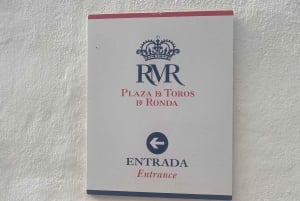 RMR
PLAZA DE TOROS
DE RONDA
ENTRADA
Entrance